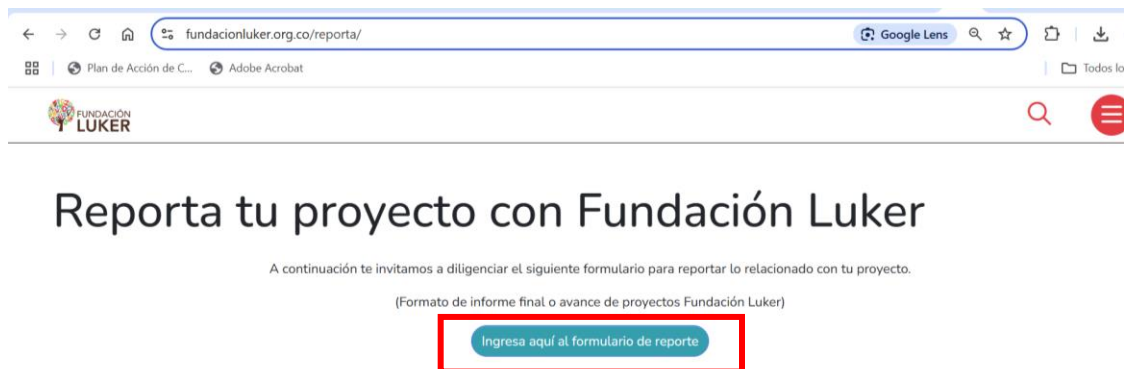 fundacionluker.org.co/reporta/
Google Lens
Plan de Acción de C...
Adobe Acrobat
Todos lo
FUNDACIÓN
LUKER
Reporta tu proyecto con Fundación Luker
A continuación te invitamos a diligenciar el siguiente formulario para reportar lo relacionado con tu proyecto.
(Formato de informe final o avance de proyectos Fundación Luker)
Ingresa aquí al formulario de reporte